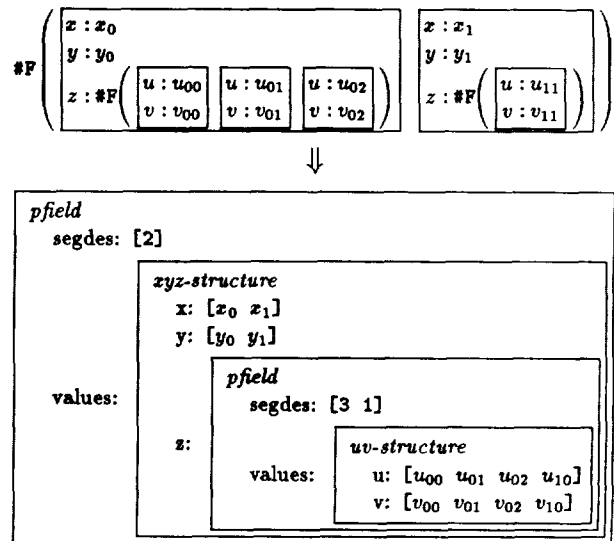 #F ( x : x₀ x : x₁ )
y : y₀ y : y₁
z : #F ( u : u₀₀ u : u₀₁ u : u₀₂ ) z : #F ( u : u₁₁ )
v : v₀₀ v : v₀₁ v : v₀₂ v : v₁₁
⇓
pfield
segdes: [2]
xyz-structure
x: [x₀ x₁]
y: [y₀ y₁]
values:
pfield
segdes: [3 1]
z:
uv-structure
values: u: [u₀₀ u₀₁ u₀₂ u₁₀]
v: [v₀₀ v₀₁ v₀₂ v₁₀]